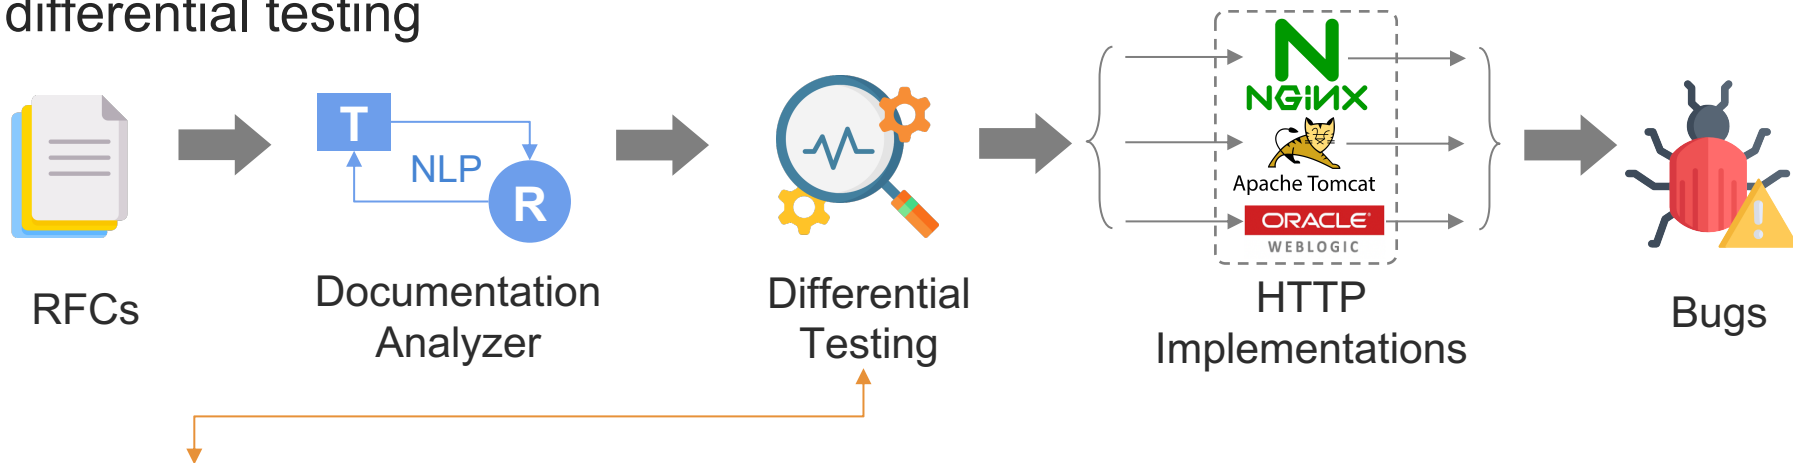 differential testing
T
NLP
R
NGiNX
Apache Tomcat
ORACLE
WEBLOGIC
RFCs
Documentation
Analyzer
Differential
Testing
HTTP
Implementations
Bugs